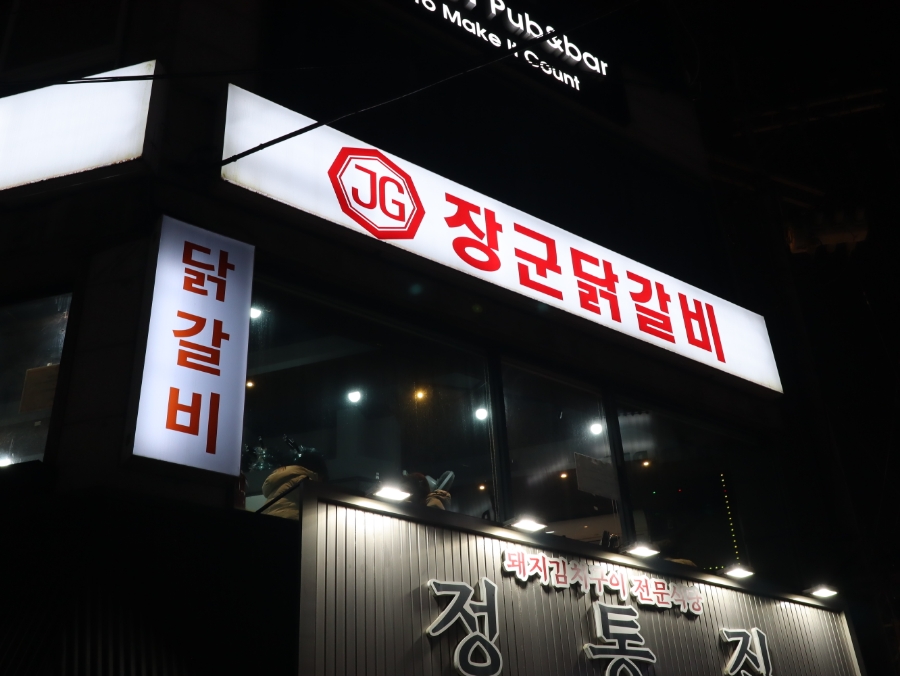 Pub&bar
To Make It Count
JG 장군닭갈비
닭
갈
비
돼지김치구이 전문식당
정통집